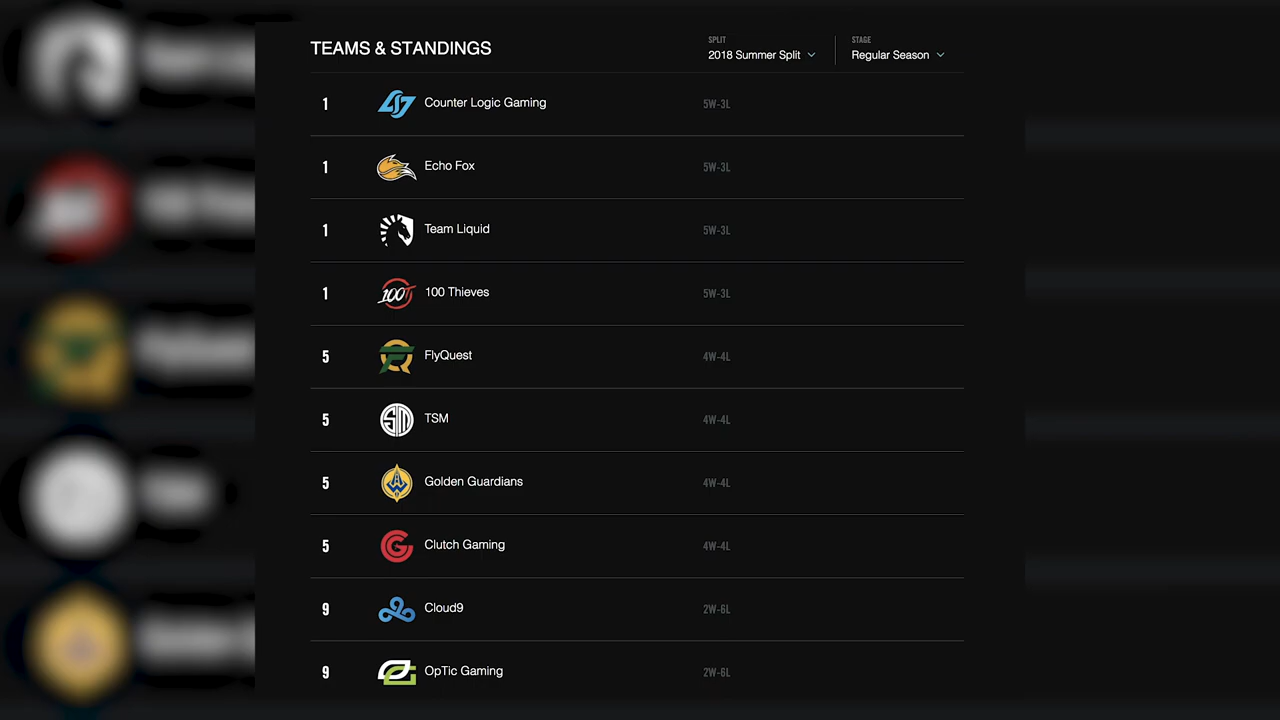 TEAMS & STANDINGS
SPLIT
2018 Summer Split
STAGE
Regular Season
1 Counter Logic Gaming 5W-3L
1 Echo Fox 5W-3L
1 Team Liquid 5W-3L
1 100T 100 Thieves 5W-3L
5 FlyQuest 4W-4L
5 TSM TSM 4W-4L
5 Golden Guardians 4W-4L
5 Clutch Gaming 4W-4L
9 Cloud9 2W-6L
9 OpTic Gaming 2W-6L